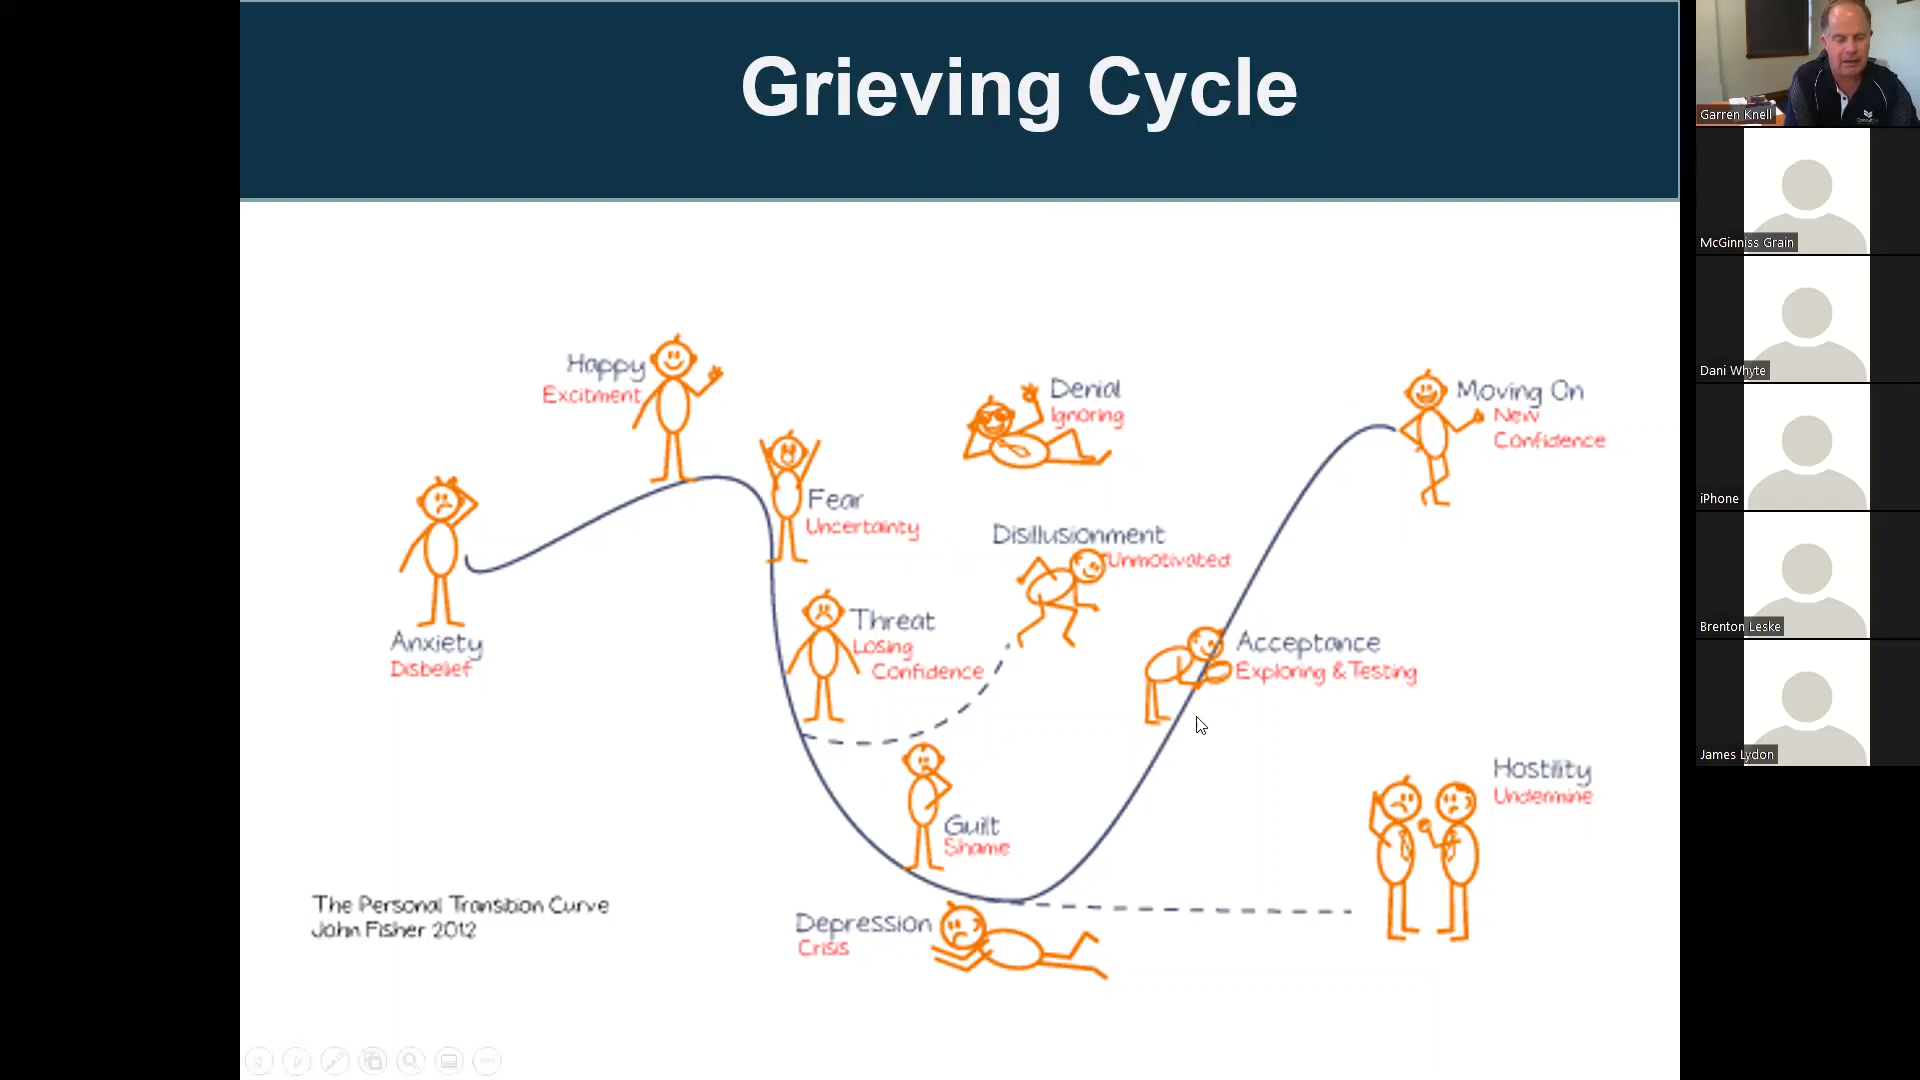 Grieving Cycle
Happy
Excitment
Denial
Ignoring
Moving On
New
Confidence
Fear
Uncertainty
Disillusionment
Unmotivated
Threat
Losing
Confidence
Anxiety
Disbelief
Acceptance
Exploring & Testing
Hostility
Undermine
Guilt
Shame
The Personal Transition Curve
John Fisher 2012
Depression
Crisis
Garren Knell
McGinniss Grain
Dani Whyte
iPhone
Brenton Leske
James Lydon